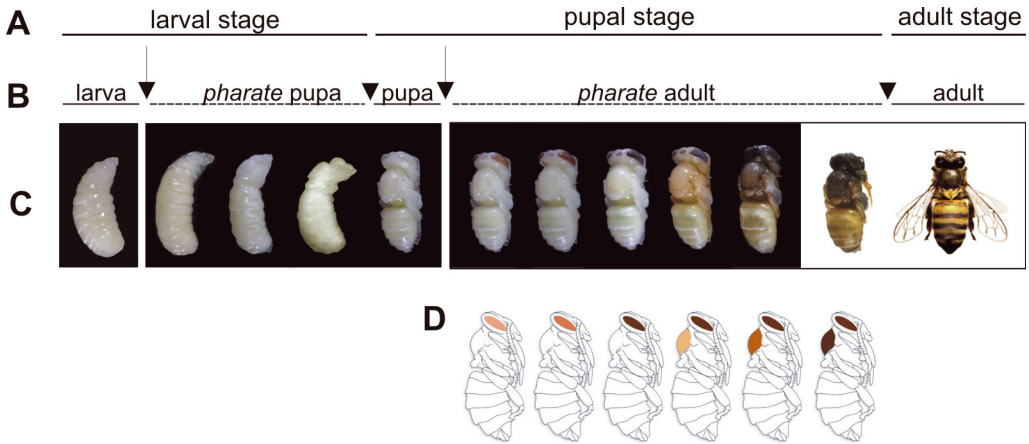 A larval stage pupal stage adult stage
B larva pharate pupa pupa pharate adult adult
C
D